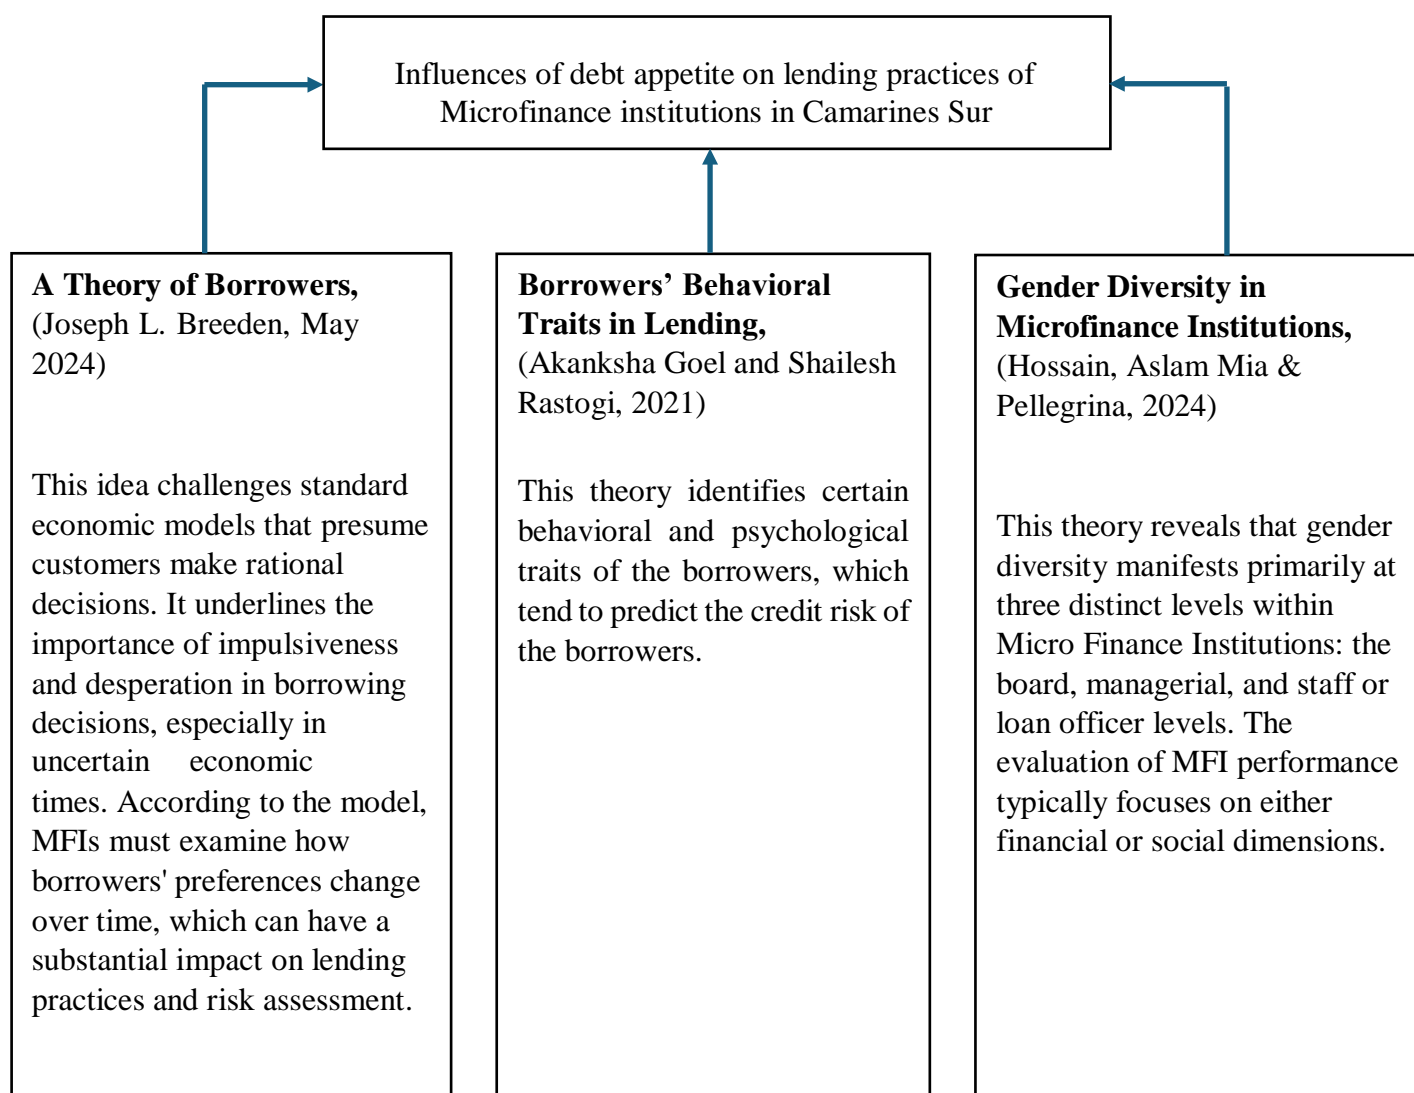 Influences of debt appetite on lending practices of
Microfinance institutions in Camarines Sur
A Theory of Borrowers,
(Joseph L. Breeden, May
2024)
This idea challenges standard
economic models that presume
customers make rational
decisions. It underlines the
importance of impulsiveness
and desperation in borrowing
decisions, especially in
uncertain economic
times. According to the model,
MFIs must examine how
borrowers' preferences change
over time, which can have a
substantial impact on lending
practices and risk assessment.
Borrowers’ Behavioral
Traits in Lending,
(Akanksha Goel and Shailesh
Rastogi, 2021)
This theory identifies certain
behavioral and psychological
traits of the borrowers, which
tend to predict the credit risk of
the borrowers.
Gender Diversity in
Microfinance Institutions,
(Hossain, Aslam Mia &
Pellegrina, 2024)
This theory reveals that gender
diversity manifests primarily at
three distinct levels within
Micro Finance Institutions: the
board, managerial, and staff or
loan officer levels. The
evaluation of MFI performance
typically focuses on either
financial or social dimensions.